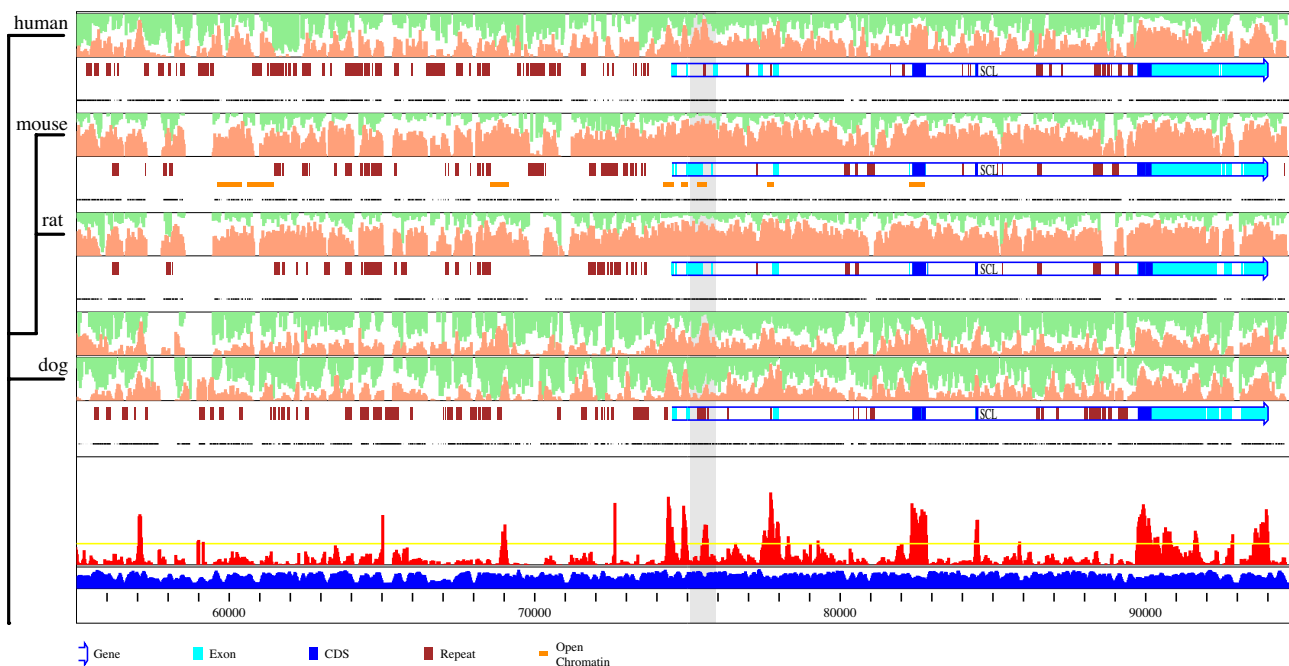 human
SCL
mouse
SCL
rat
SCL
dog
SCL
60000 70000 80000 90000
Gene Exon CDS Repeat Open
Chromatin